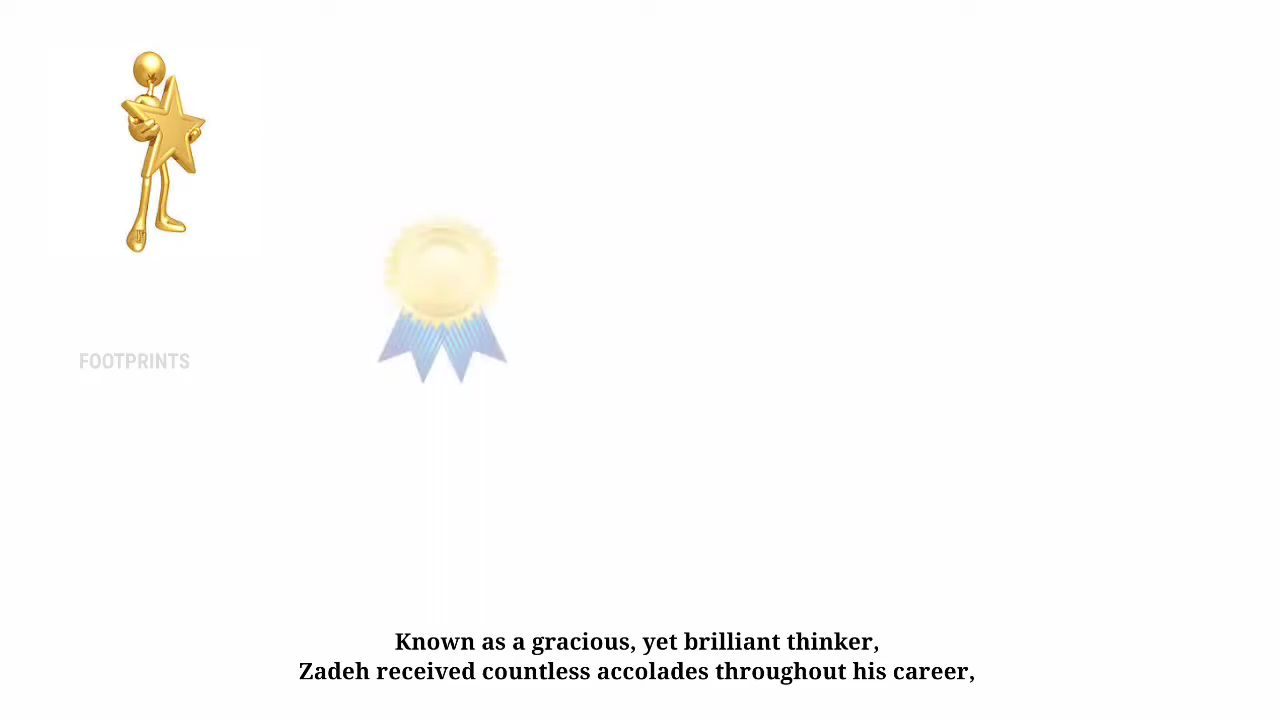 FOOTPRINTS
Known as a gracious, yet brilliant thinker,
Zadeh received countless accolades throughout his career,